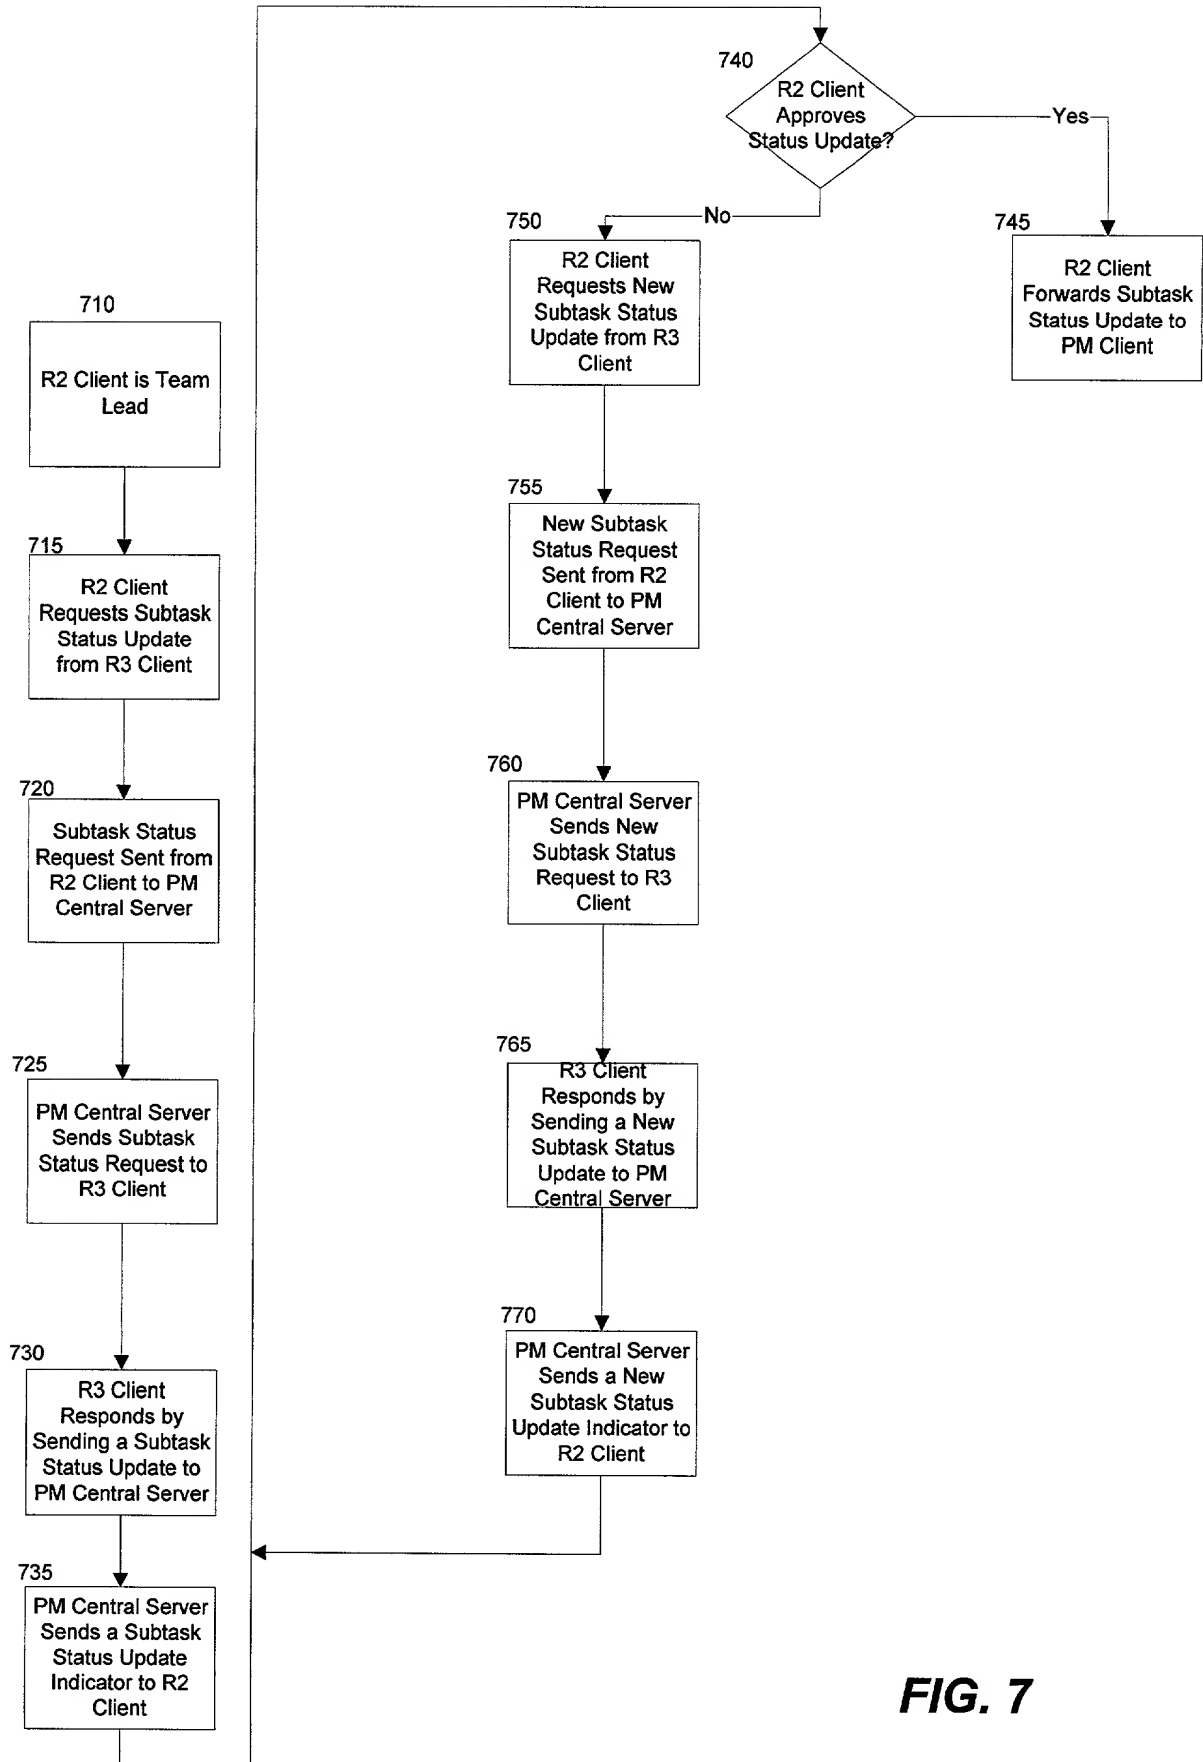 710
R2 Client is Team
Lead
715
R2 Client
Requests Subtask
Status Update
from R3 Client
720
Subtask Status
Request Sent from
R2 Client to PM
Central Server
725
PM Central Server
Sends Subtask
Status Request to
R3 Client
730
R3 Client
Responds by
Sending a Subtask
Status Update to
PM Central Server
735
PM Central Server
Sends a Subtask
Status Update
Indicator to R2
Client
740
R2 Client
Approves
Status Update?
Yes
No
745
R2 Client
Forwards Subtask
Status Update to
PM Client
750
R2 Client
Requests New
Subtask Status
Update from R3
Client
755
New Subtask
Status Request
Sent from R2
Client to PM
Central Server
760
PM Central Server
Sends New
Subtask Status
Request to R3
Client
765
R3 Client
Responds by
Sending a New
Subtask Status
Update to PM
Central Server
770
PM Central Server
Sends a New
Subtask Status
Update Indicator to
R2 Client
FIG. 7